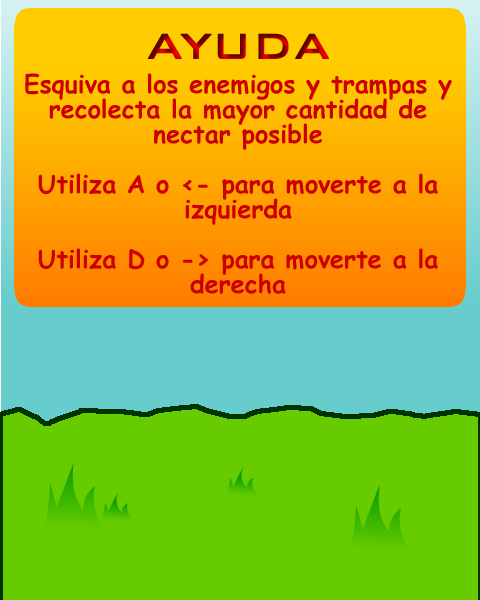 AYUDA
Esquiva a los enemigos y trampas y
recolecta la mayor cantidad de
nectar posible
Utiliza A o <- para moverte a la
izquierda
Utiliza D o -> para moverte a la
derecha